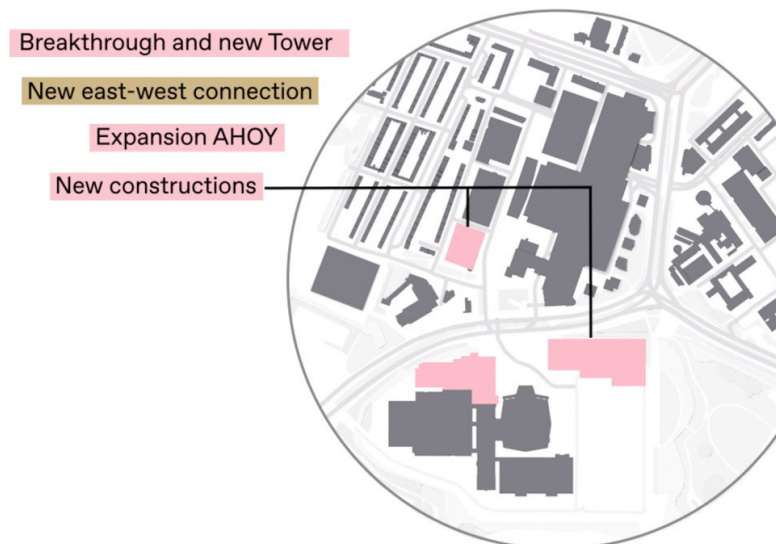 Breakthrough and new Tower
New east-west connection
Expansion AHOY
New constructions